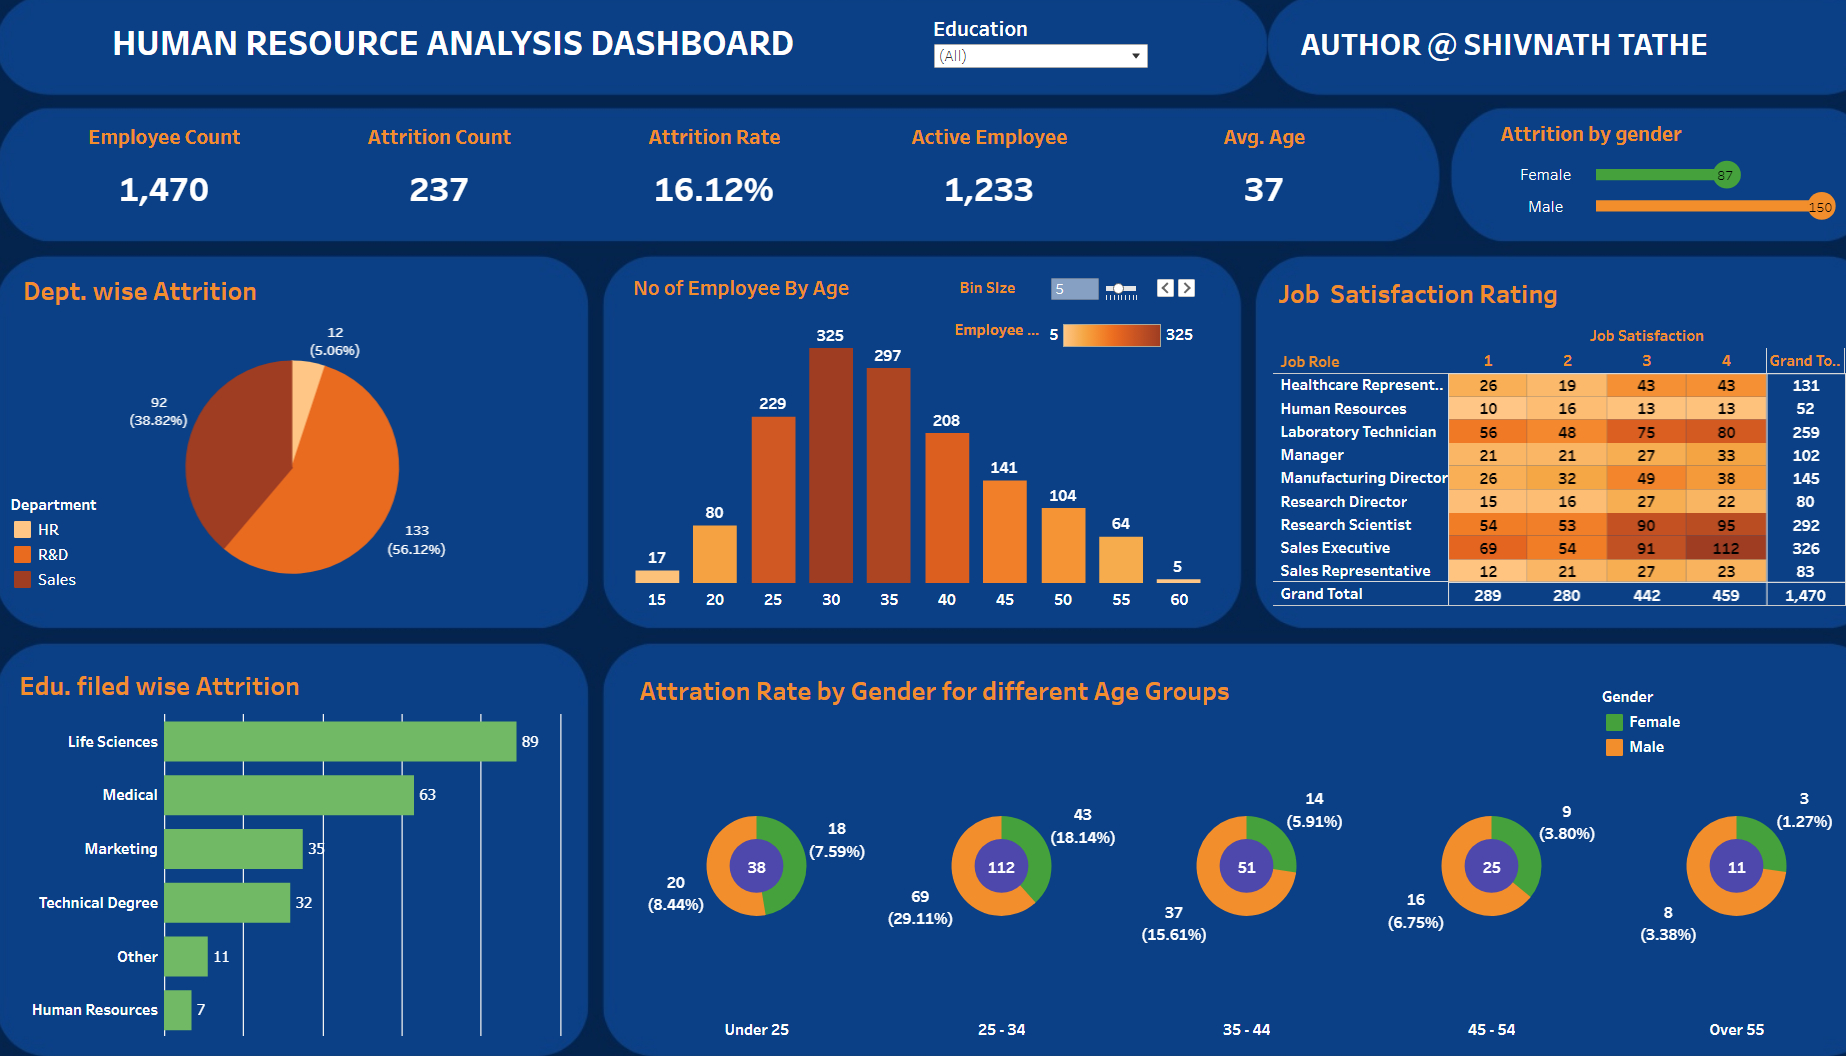 HUMAN RESOURCE ANALYSIS DASHBOARD
Education
(All)
AUTHOR @ SHIVNATH TATHE
Employee Count
1,470
Attrition Count
237
Attrition Rate
16.12%
Active Employee
1,233
Avg. Age
37
Attrition by gender
Female 87
Male 150
Dept. wise Attrition
12
(5.06%)
92
(38.82%)
133
(56.12%)
Department
HR
R&D
Sales
No of Employee By Age
Bin SIze 5
Employee ... 5 325
17 80 229 325 297 208 141 104 64 5
15 20 25 30 35 40 45 50 55 60
Job Satisfaction Rating
Job Satisfaction
Job Role 1 2 3 4 Grand To..
Healthcare Represent.. 26 19 43 43 131
Human Resources 10 16 13 13 52
Laboratory Technician 56 48 75 80 259
Manager 21 21 27 33 102
Manufacturing Director 26 32 49 38 145
Research Director 15 16 27 22 80
Research Scientist 54 53 90 95 292
Sales Executive 69 54 91 112 326
Sales Representative 12 21 27 23 83
Grand Total 289 280 442 459 1,470
Edu. filed wise Attrition
Life Sciences 89
Medical 63
Marketing 35
Technical Degree 32
Other 11
Human Resources 7
Attration Rate by Gender for different Age Groups
Gender
Female
Male
18
(7.59%)
38
20
(8.44%)
43
(18.14%)
112
69
(29.11%)
14
(5.91%)
51
37
(15.61%)
9
(3.80%)
25
16
(6.75%)
3
(1.27%)
11
8
(3.38%)
Under 25 25 - 34 35 - 44 45 - 54 Over 55